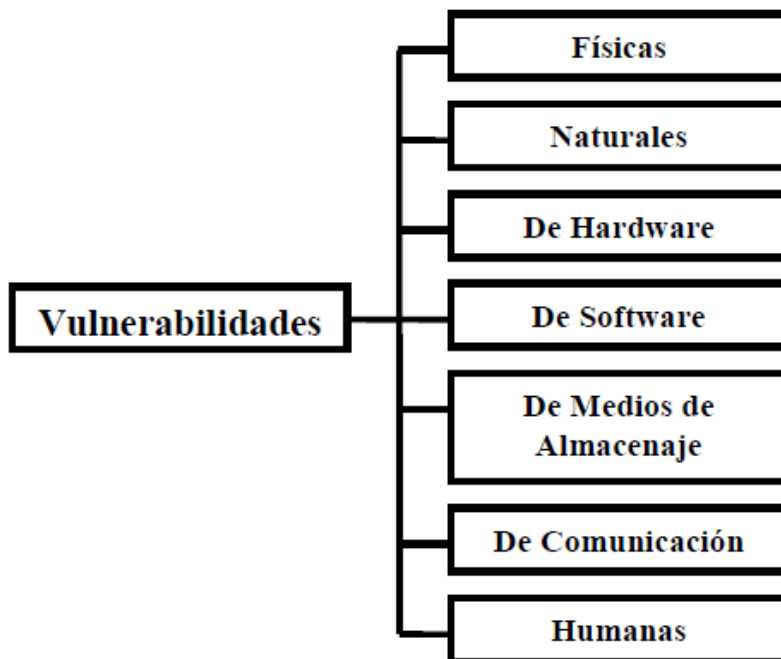 Físicas
Naturales
De Hardware
Vulnerabilidades
De Software
De Medios de
Almacenaje
De Comunicación
Humanas